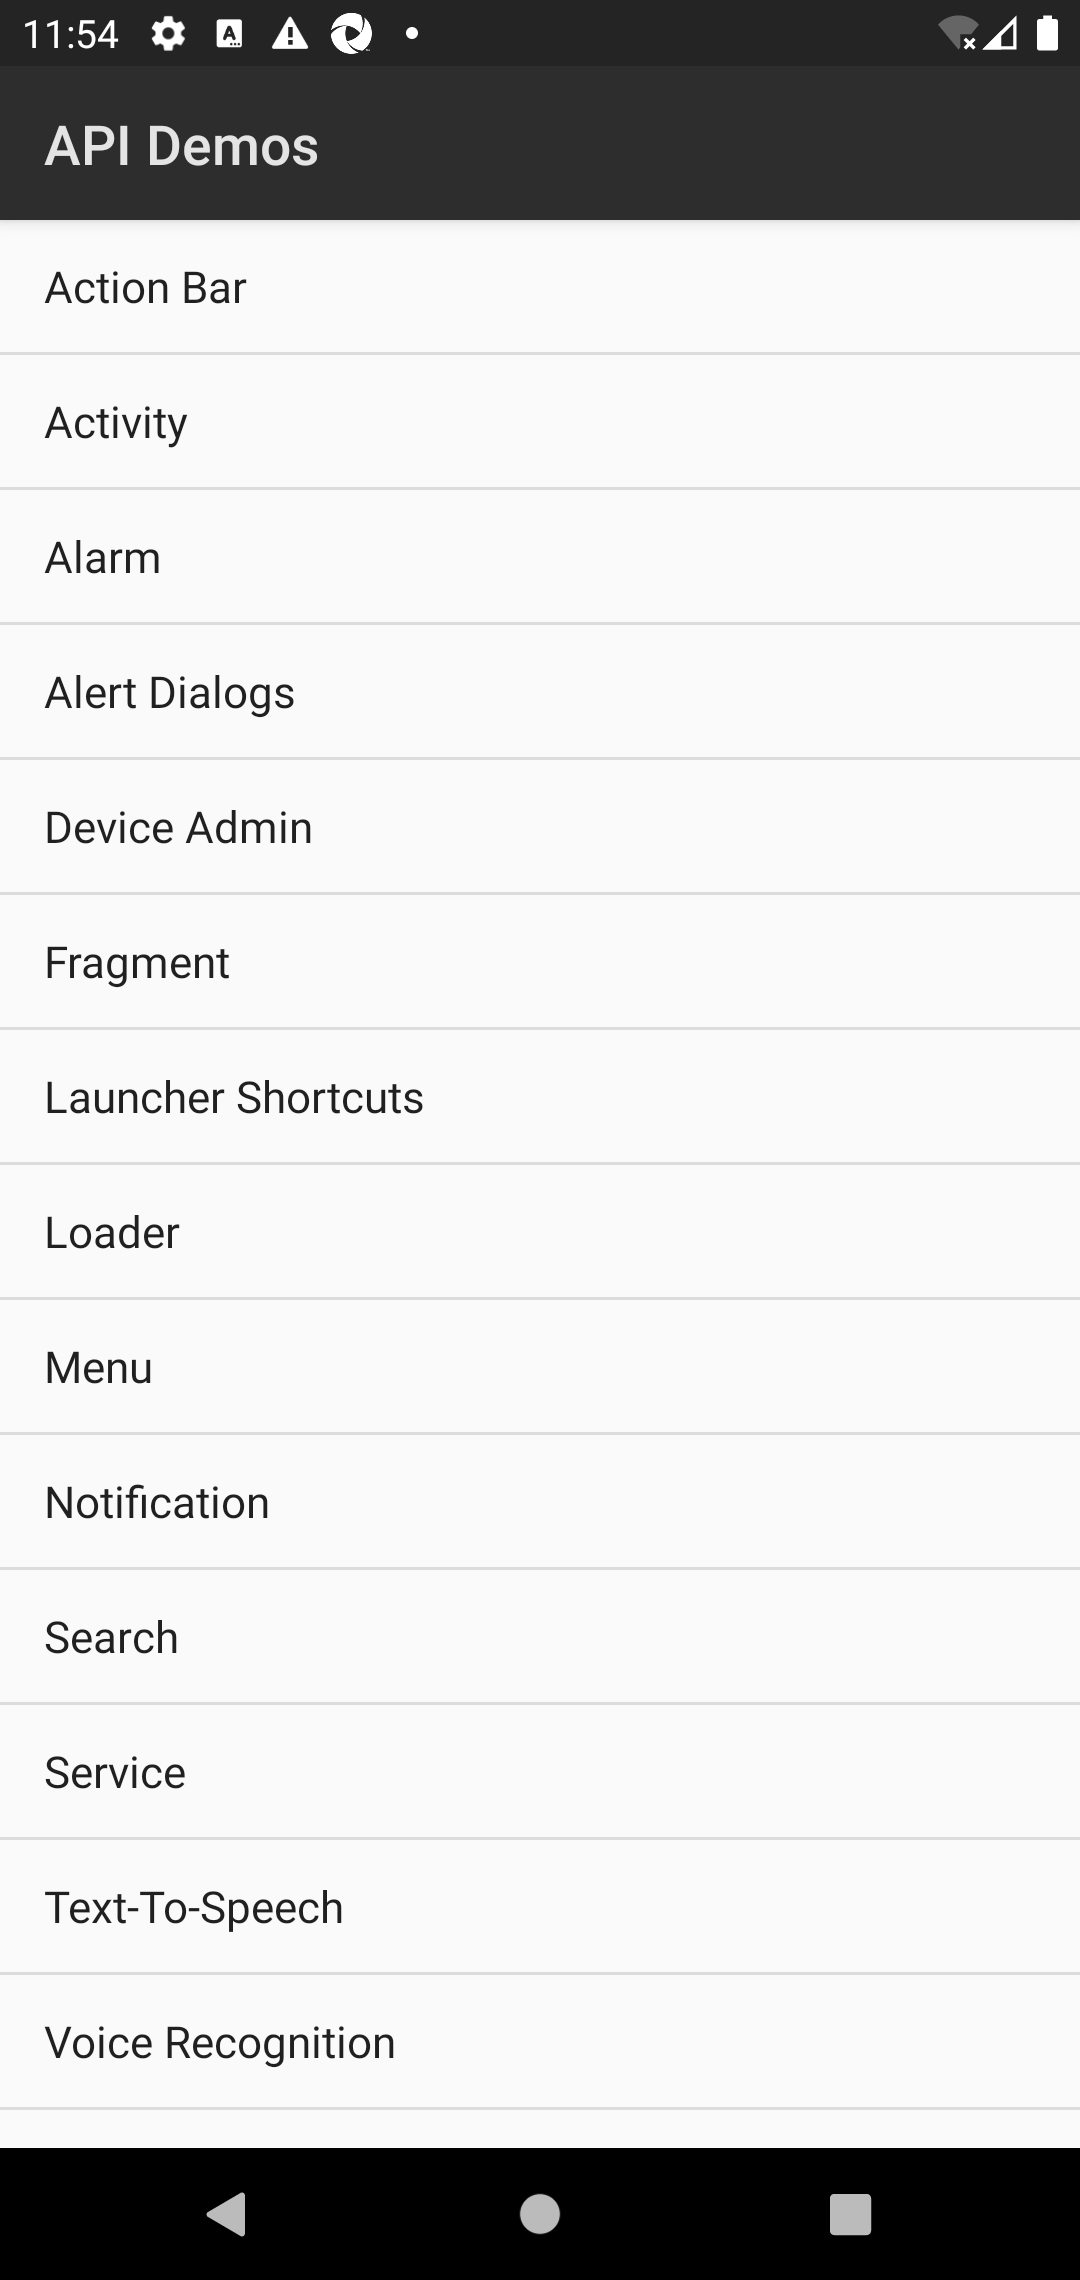 11:54
API Demos
Action Bar
Activity
Alarm
Alert Dialogs
Device Admin
Fragment
Launcher Shortcuts
Loader
Menu
Notification
Search
Service
Text-To-Speech
Voice Recognition